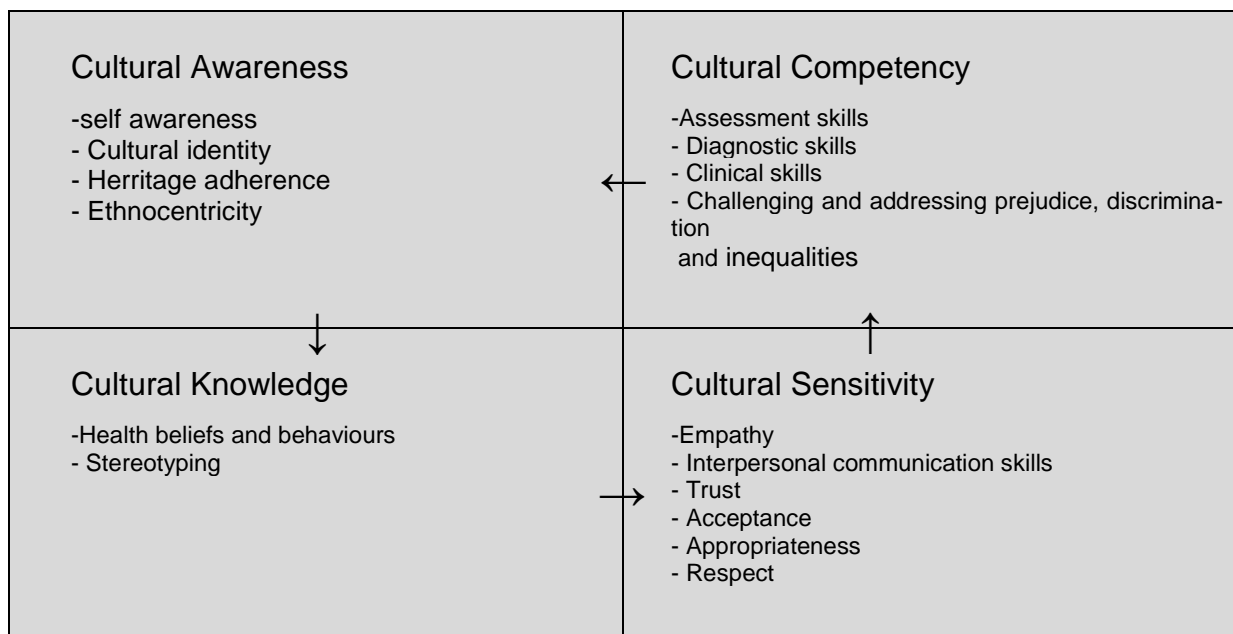 Cultural Awareness
-self awareness
- Cultural identity
- Herritage adherence
- Ethnocentricity
Cultural Competency
-Assessment skills
- Diagnostic skills
- Clinical skills
- Challenging and addressing prejudice, discrimina-
tion
and inequalities
←
↓
↑
Cultural Knowledge
-Health beliefs and behaviours
- Stereotyping
→
Cultural Sensitivity
-Empathy
- Interpersonal communication skills
- Trust
- Acceptance
- Appropriateness
- Respect